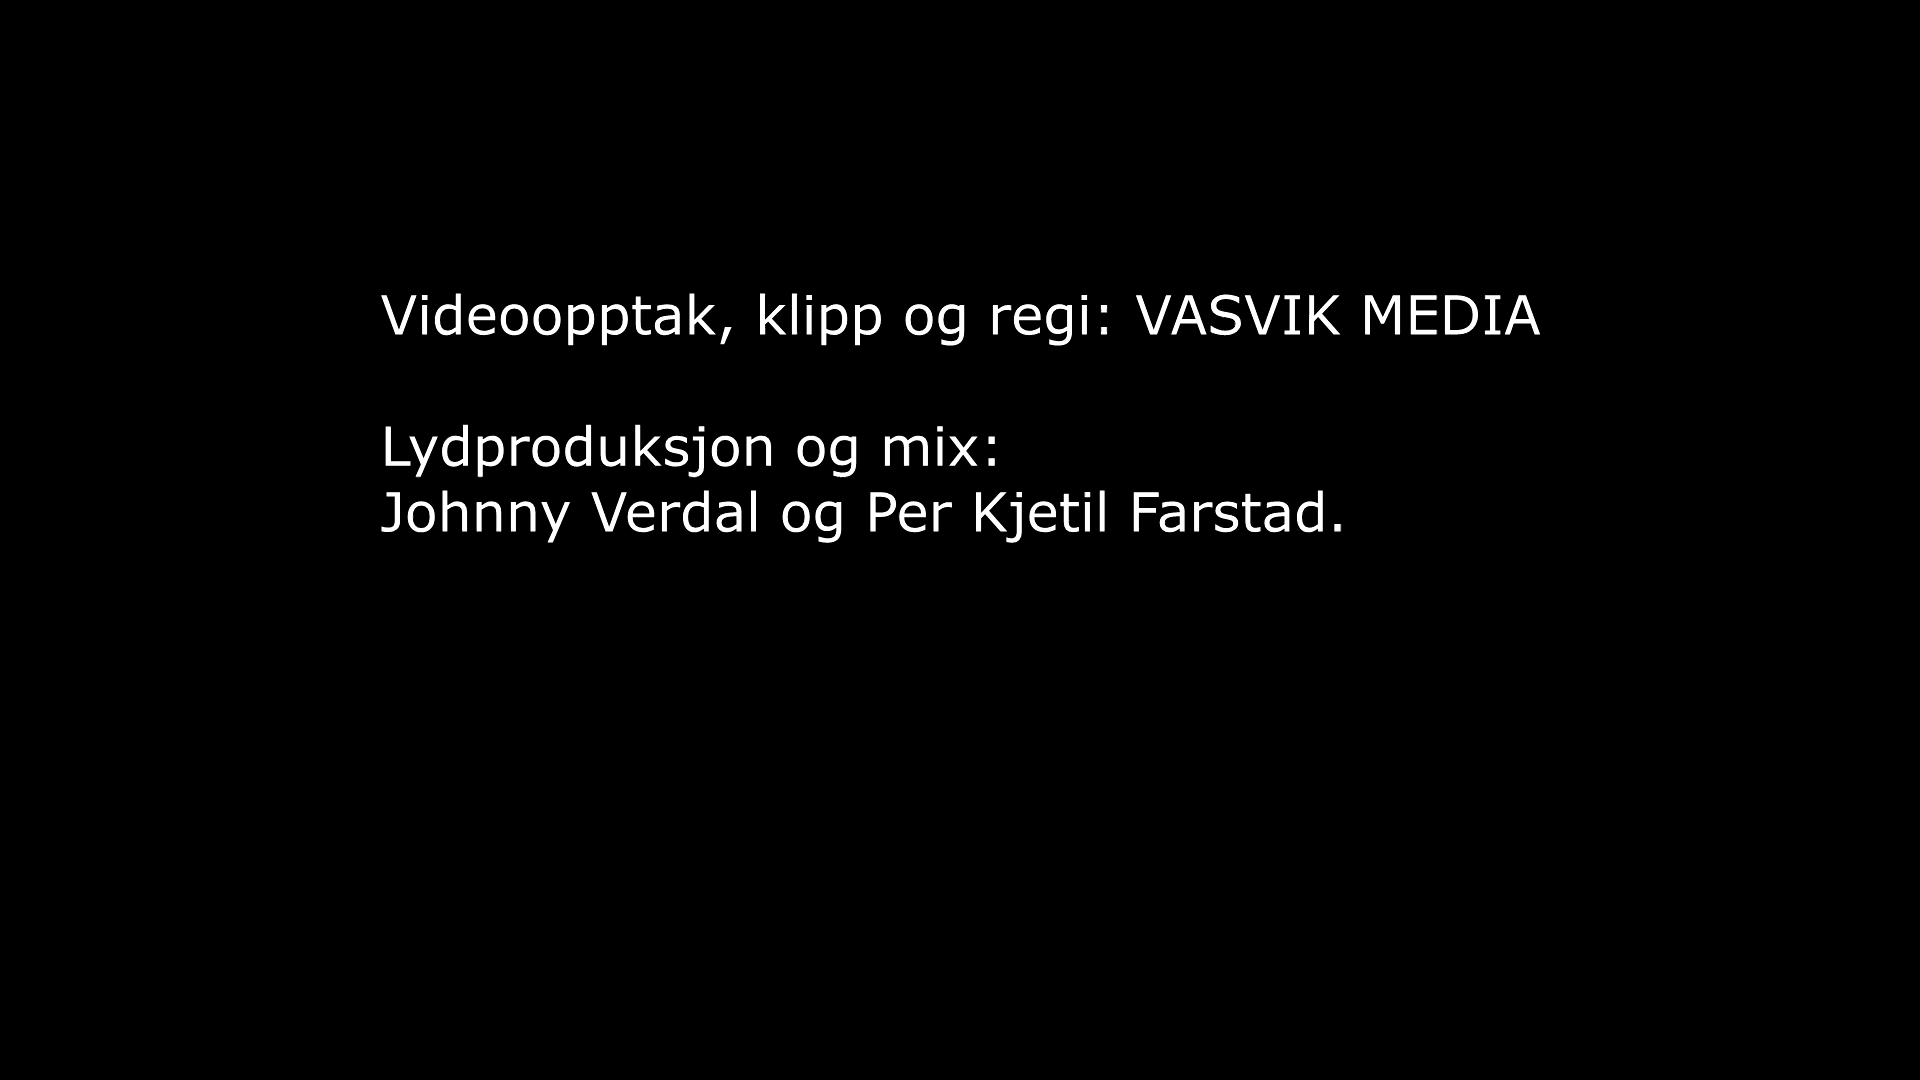 Videoopptak, klipp og regi: VASVIK MEDIA
Lydproduksjon og mix:
Johnny Verdal og Per Kjetil Farstad.